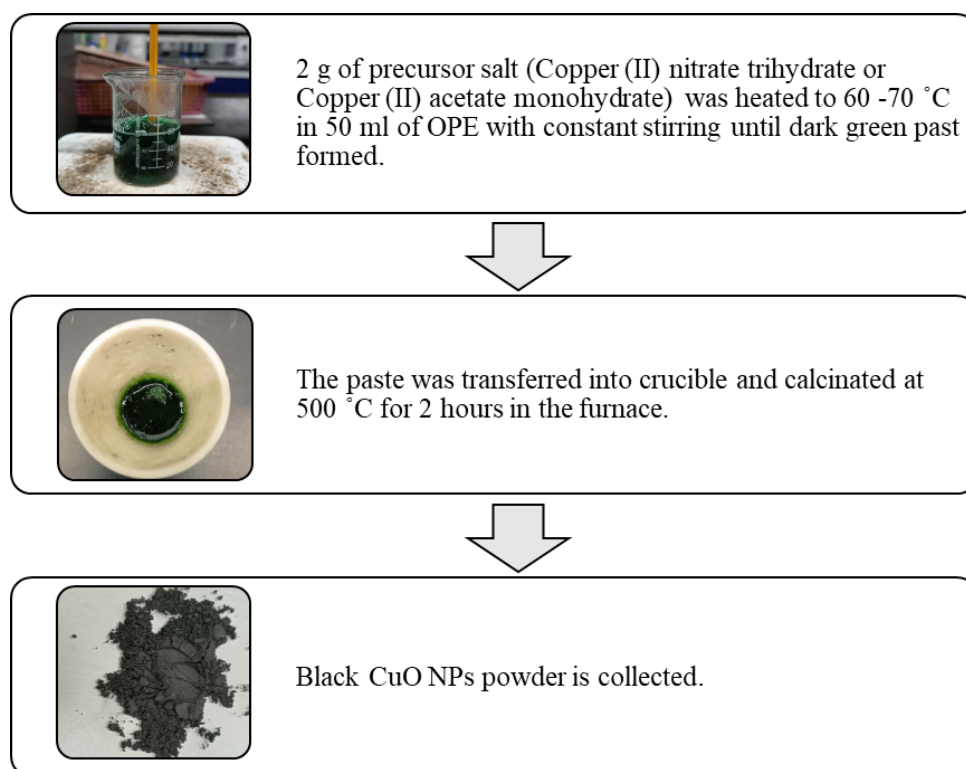 2 g of precursor salt (Copper (II) nitrate trihydrate or
Copper (II) acetate monohydrate) was heated to 60 -70 ˚C
in 50 ml of OPE with constant stirring until dark green past
formed.
The paste was transferred into crucible and calcinated at
500 ˚C for 2 hours in the furnace.
Black CuO NPs powder is collected.